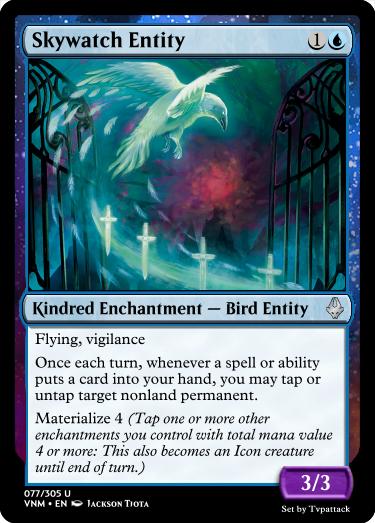 Skywatch Entity 1
Kindred Enchantment — Bird Entity
Flying, vigilance
Once each turn, whenever a spell or ability
puts a card into your hand, you may tap or
untap target nonland permanent.
Materialize 4 (Tap one or more other
enchantments you control with total mana value
4 or more: This also becomes an Icon creature
until end of turn.)
3/3
077/305 U
VNM • EN Jackson Tjota
Set by Tvpattack